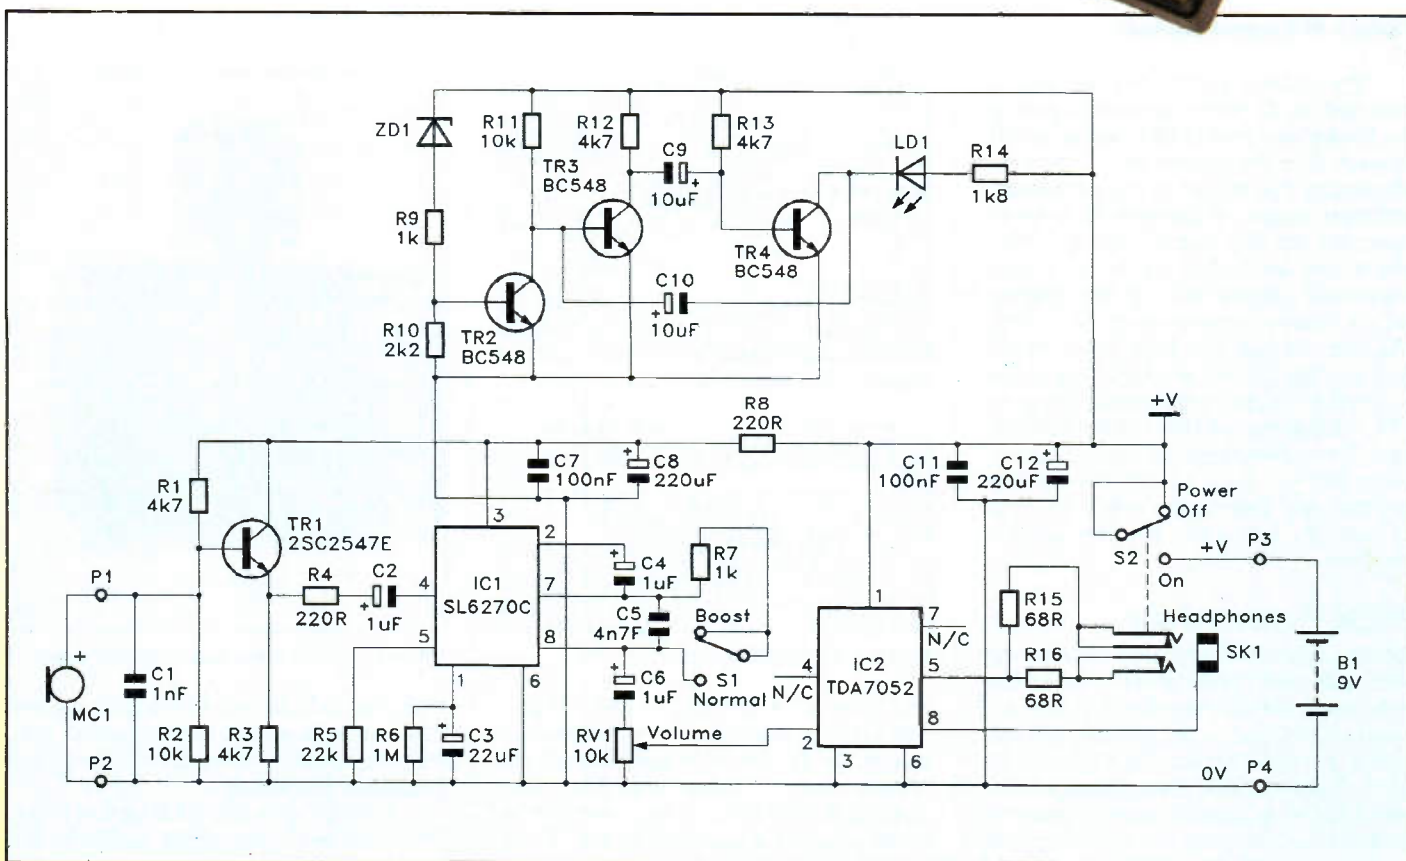 ZD1
R11
10k
R12
4k7
R13
4k7
C9
10uF
+
LD1
R14
1k8
TR3
BC548
R9
1k
TR4
BC548
C10
+
10uF
R10
2k2
TR2
BC548
R8
220R
+V
R1
4k7
C7
100nF
+
C8
220uF
C11
100nF
+
C12
220uF
Power
Off
S2
On
+V
P3
TR1
2SC2547E
3
2
+
C4
1uF
R7
1k
P1
R4
220R
C2
+
1uF
4
IC1
SL6270C
7
C5
4n7F
Boost
1
7
N/C
R15
68R
Headphones
SK1
5
8
+
C6
1uF
S1
Normal
4
N/C
IC2
TDA7052
5
R16
68R
B1
9V
+
MC1
C1
1nF
1
6
R2
10k
R3
4k7
R5
22k
R6
1M
+
C3
22uF
RV1
10k
Volume
2
8
3
6
P2
0V
P4